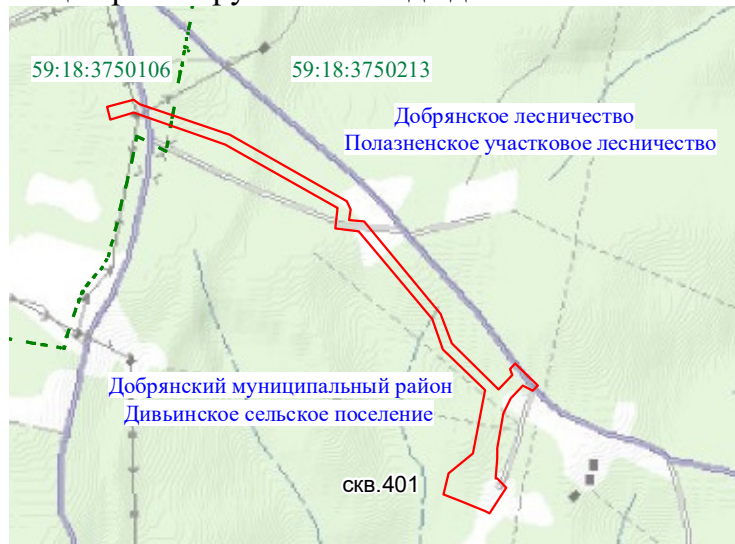 59:18:3750106
59:18:3750213
Добрянское лесничество
Полазненское участковое лесничество
Добрянский муниципальный район
Дивьинское сельское поселение
скв.401